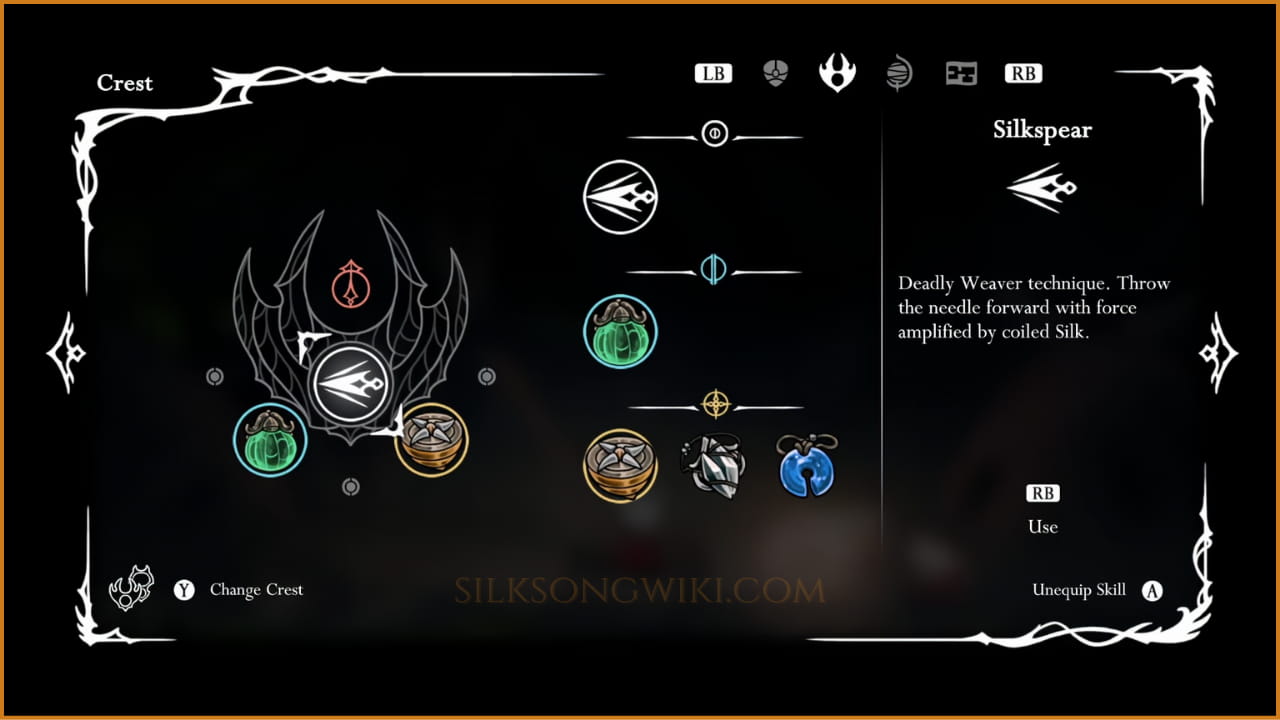 Crest
LB
RB
Silkspear
Deadly Weaver technique. Throw
the needle forward with force
amplified by coiled Silk.
RB
Use
Y Change Crest
Unequip Skill A
SILKSONGWIKI.COM